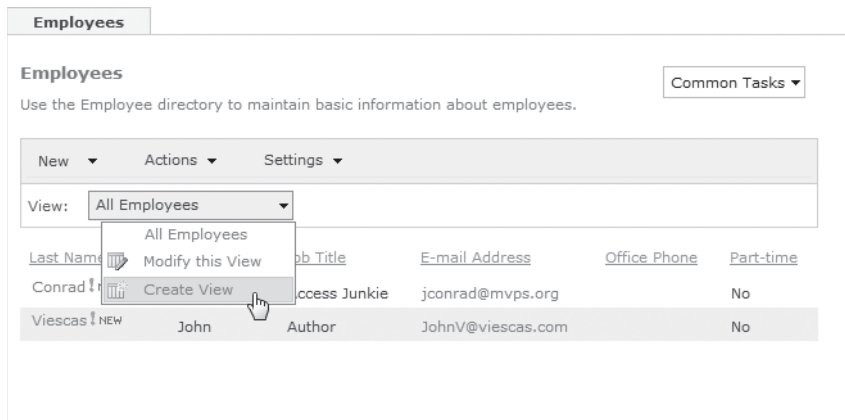 Employees
Employees
Common Tasks
Use the Employee directory to maintain basic information about employees.
New Actions Settings
View: All Employees
All Employees
Modify this View
Create View
Last Name Title E-mail Address Office Phone Part-time
Conrad Junkie jconrad@mvps.org No
Viescas ! NEW John Author JohnV@viescas.com No